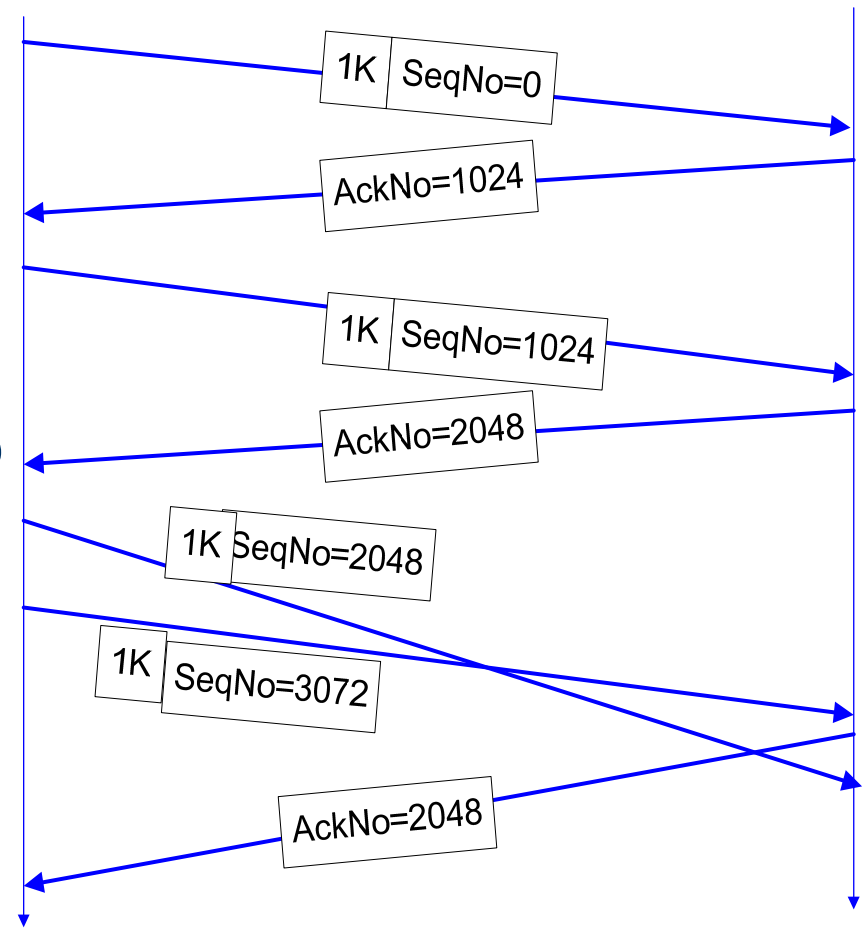 1K SeqNo=0
AckNo=1024
1K SeqNo=1024
AckNo=2048
1K SeqNo=2048
1K SeqNo=3072
AckNo=2048